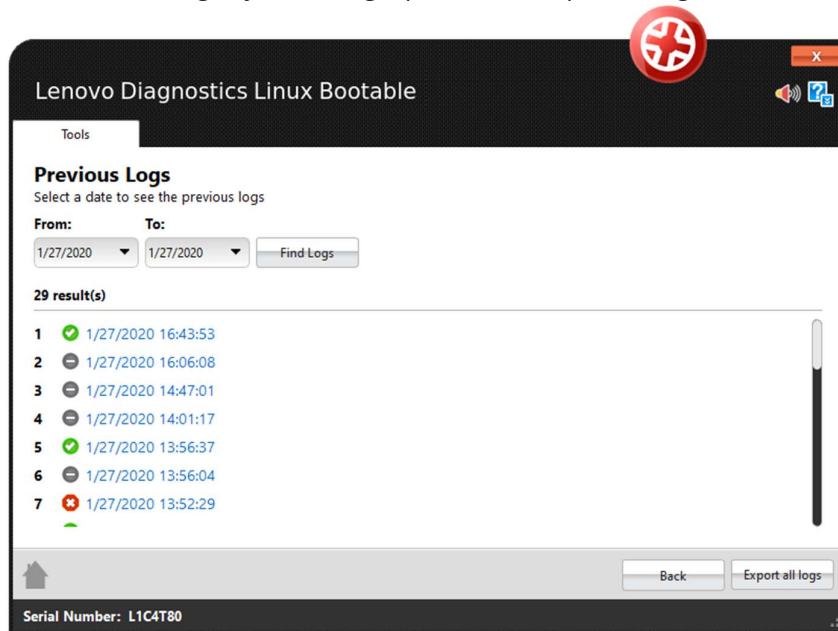 X
Lenovo Diagnostics Linux Bootable
Tools
Previous Logs
Select a date to see the previous logs
From: To:
1/27/2020 1/27/2020 Find Logs
29 result(s)
1 1/27/2020 16:43:53
2 1/27/2020 16:06:08
3 1/27/2020 14:47:01
4 1/27/2020 14:01:17
5 1/27/2020 13:56:37
6 1/27/2020 13:56:04
7 1/27/2020 13:52:29
Back Export all logs
Serial Number: L1C4T80